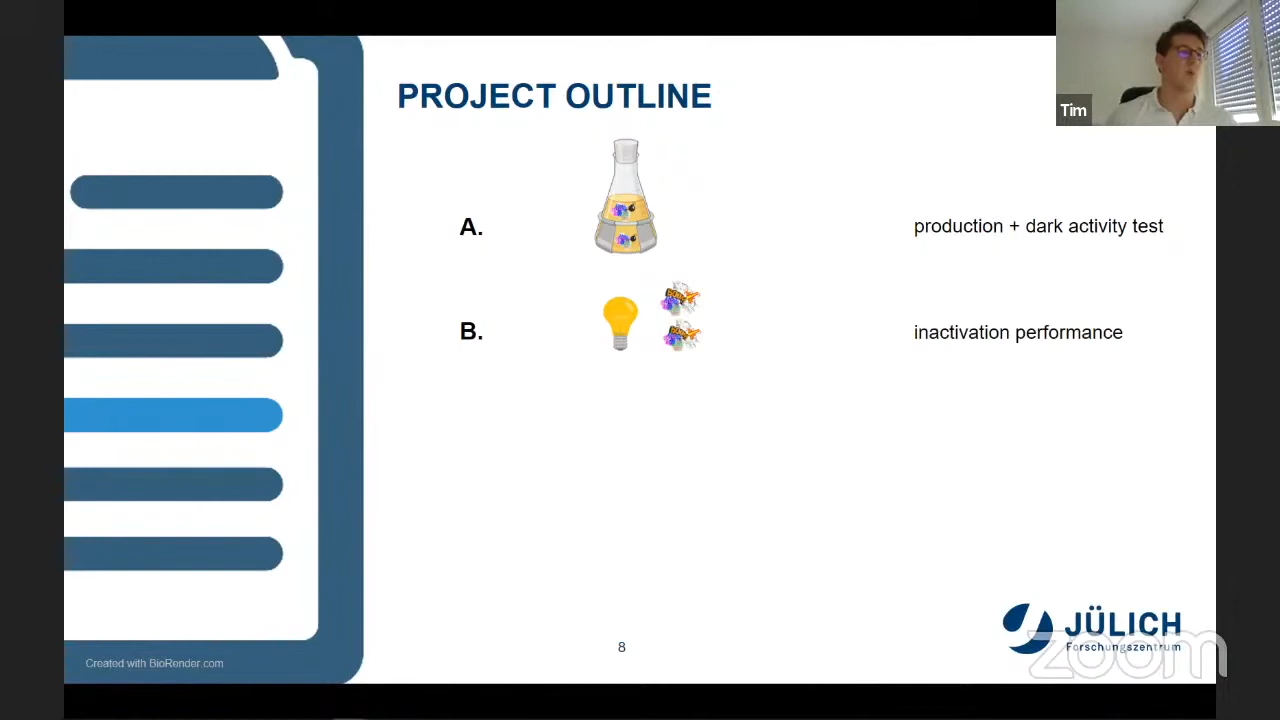 Tim
PROJECT OUTLINE
A.
production + dark activity test
B.
inactivation performance
8
JÜLICH
Forschungszentrum
zoom
Created with BioRender.com